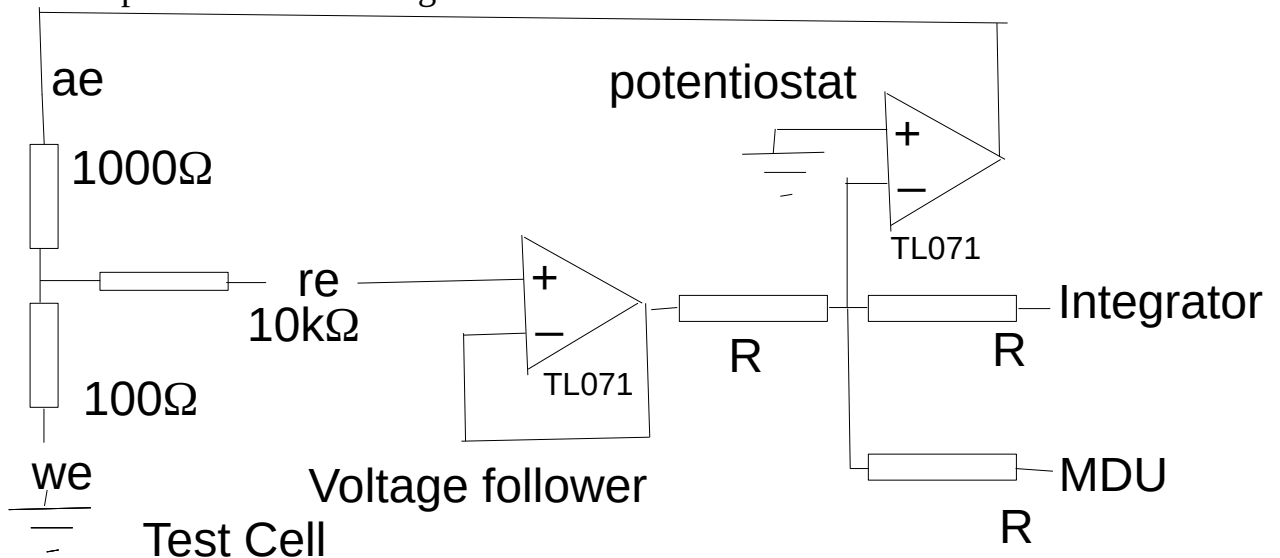 ae
potentiostat
+
1000Ω
−
TL071
re
10kΩ
+
−
TL071
Integrator
R
R
100Ω
we
Voltage follower
MDU
R
Test Cell